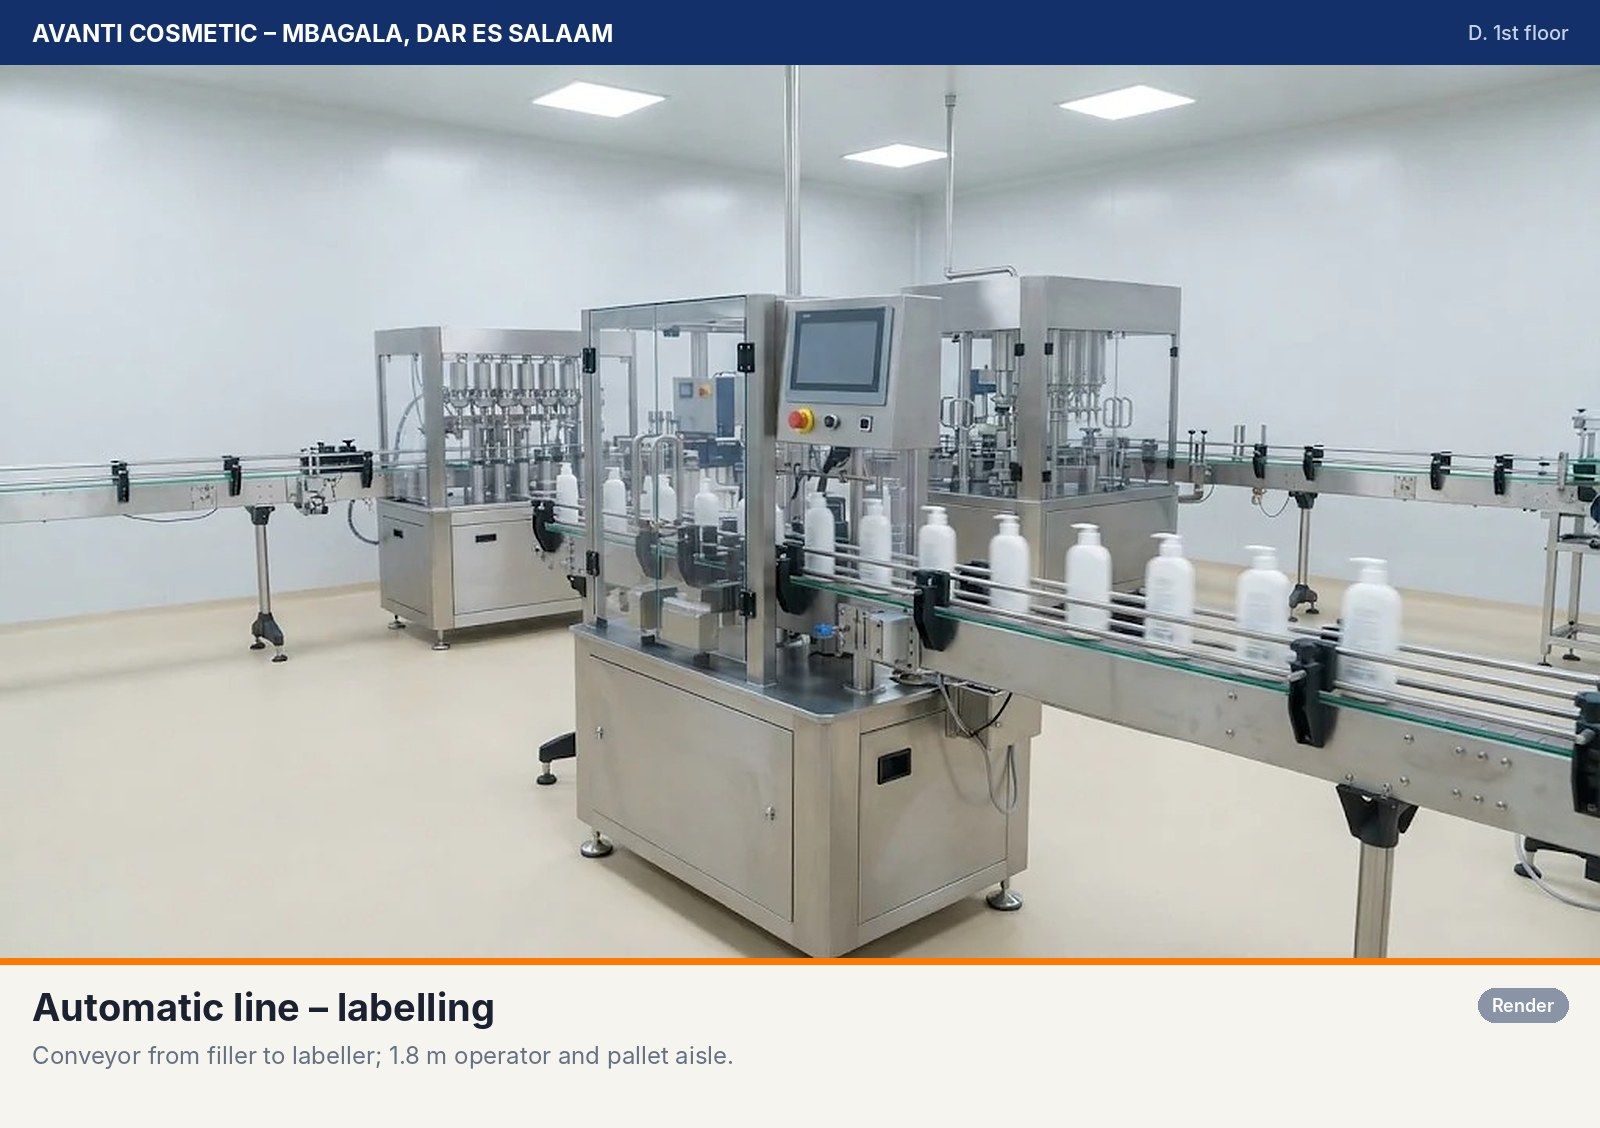 AVANTI COSMETIC – MBAGALA, DAR ES SALAAM
D. 1st floor
Automatic line – labelling
Render
Conveyor from filler to labeller; 1.8 m operator and pallet aisle.